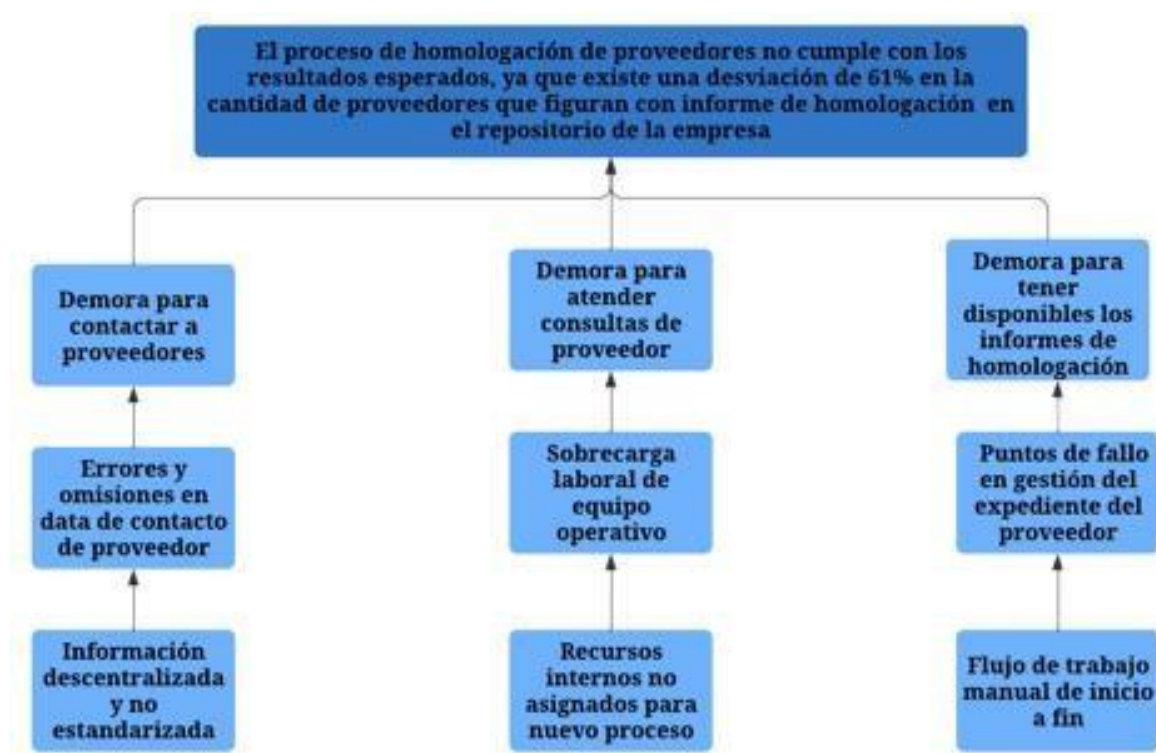 El proceso de homologación de proveedores no cumple con los
resultados esperados, ya que existe una desviación de 61% en la
cantidad de proveedores que figuran con informe de homologación en
el repositorio de la empresa
Demora para
contactar a
proveedores
Demora para
atender
consultas de
proveedor
Demora para
tener
disponibles los
informes de
homologación
Errores y
omisiones en
data de contacto
de proveedor
Sobrecarga
laboral de
equipo
operativo
Puntos de fallo
en gestión del
expediente del
proveedor
Información
descentralizada
y no
estandarizada
Recursos
internos no
asignados para
nuevo proceso
Flujo de trabajo
manual de inicio
a fin